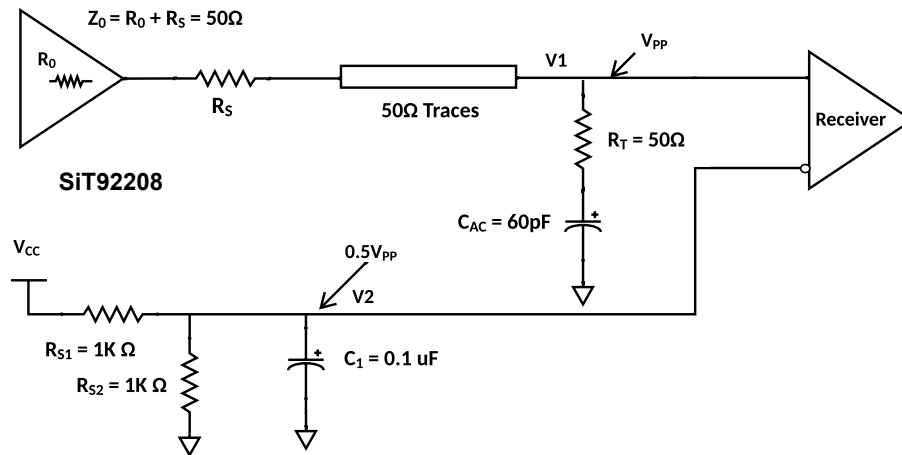 Z₀ = R₀ + Rₛ = 50Ω
R₀
V1
V_PP
R_S
50Ω Traces
R_T = 50Ω
Receiver
SiT92208
C_AC = 60pF
+
V_CC
0.5V_PP
V2
R_S1 = 1K Ω
+
C₁ = 0.1 uF
R_S2 = 1K Ω